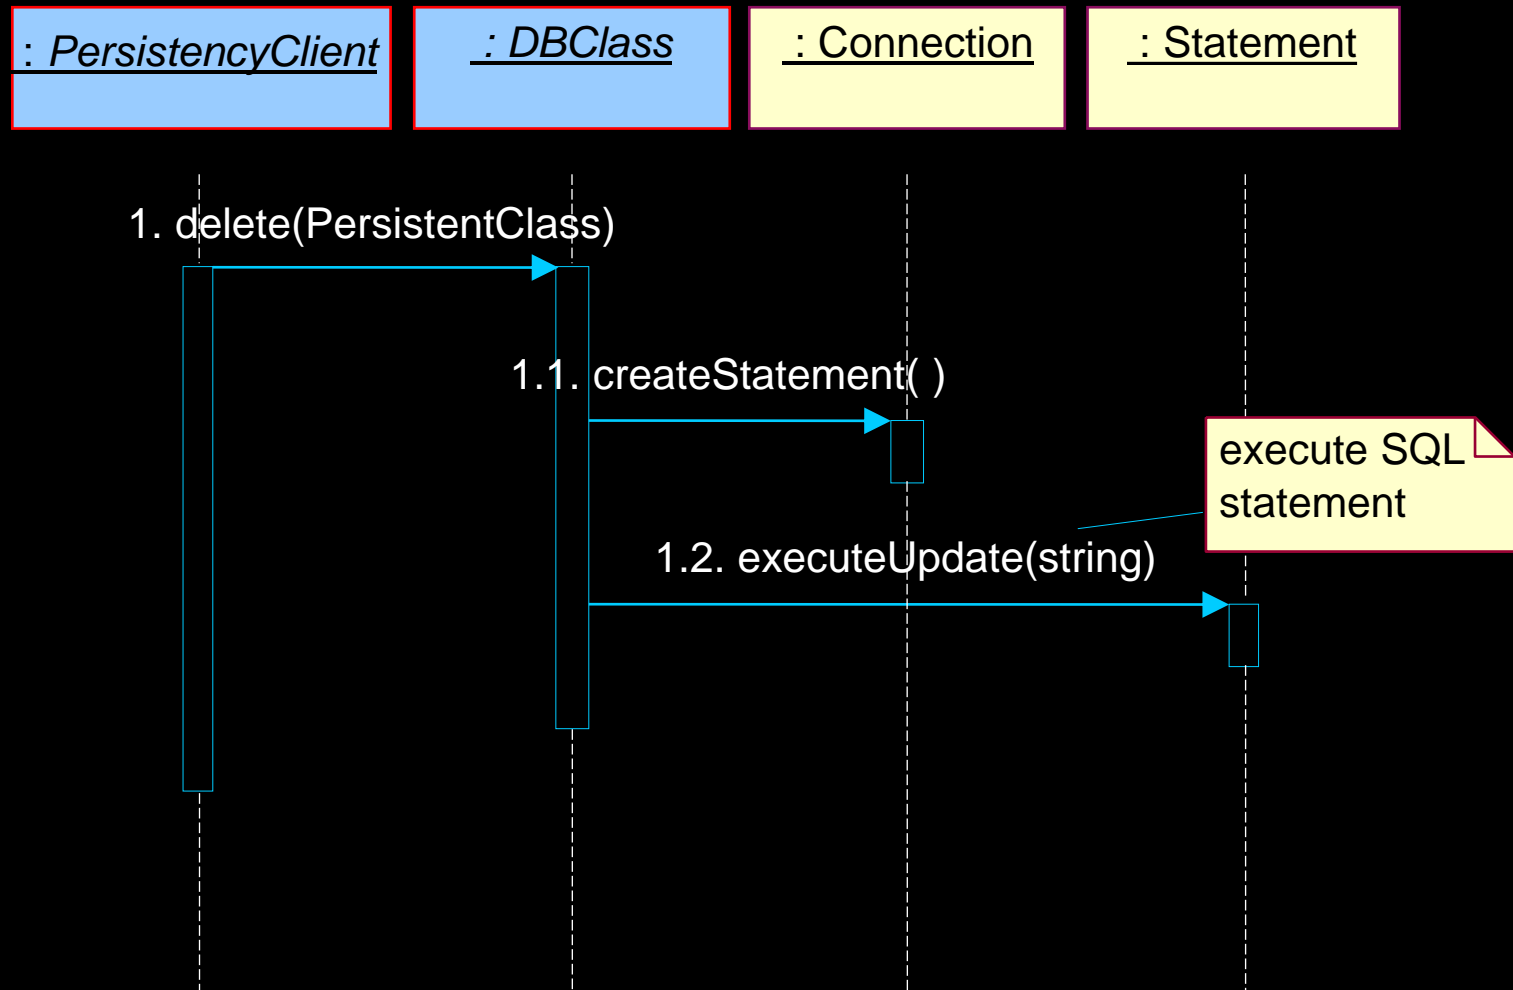 : PersistencyClient
: DBClass
: Connection
: Statement
1. delete(PersistentClass)
1.1. createStatement( )
execute SQL
statement
1.2. executeUpdate(string)